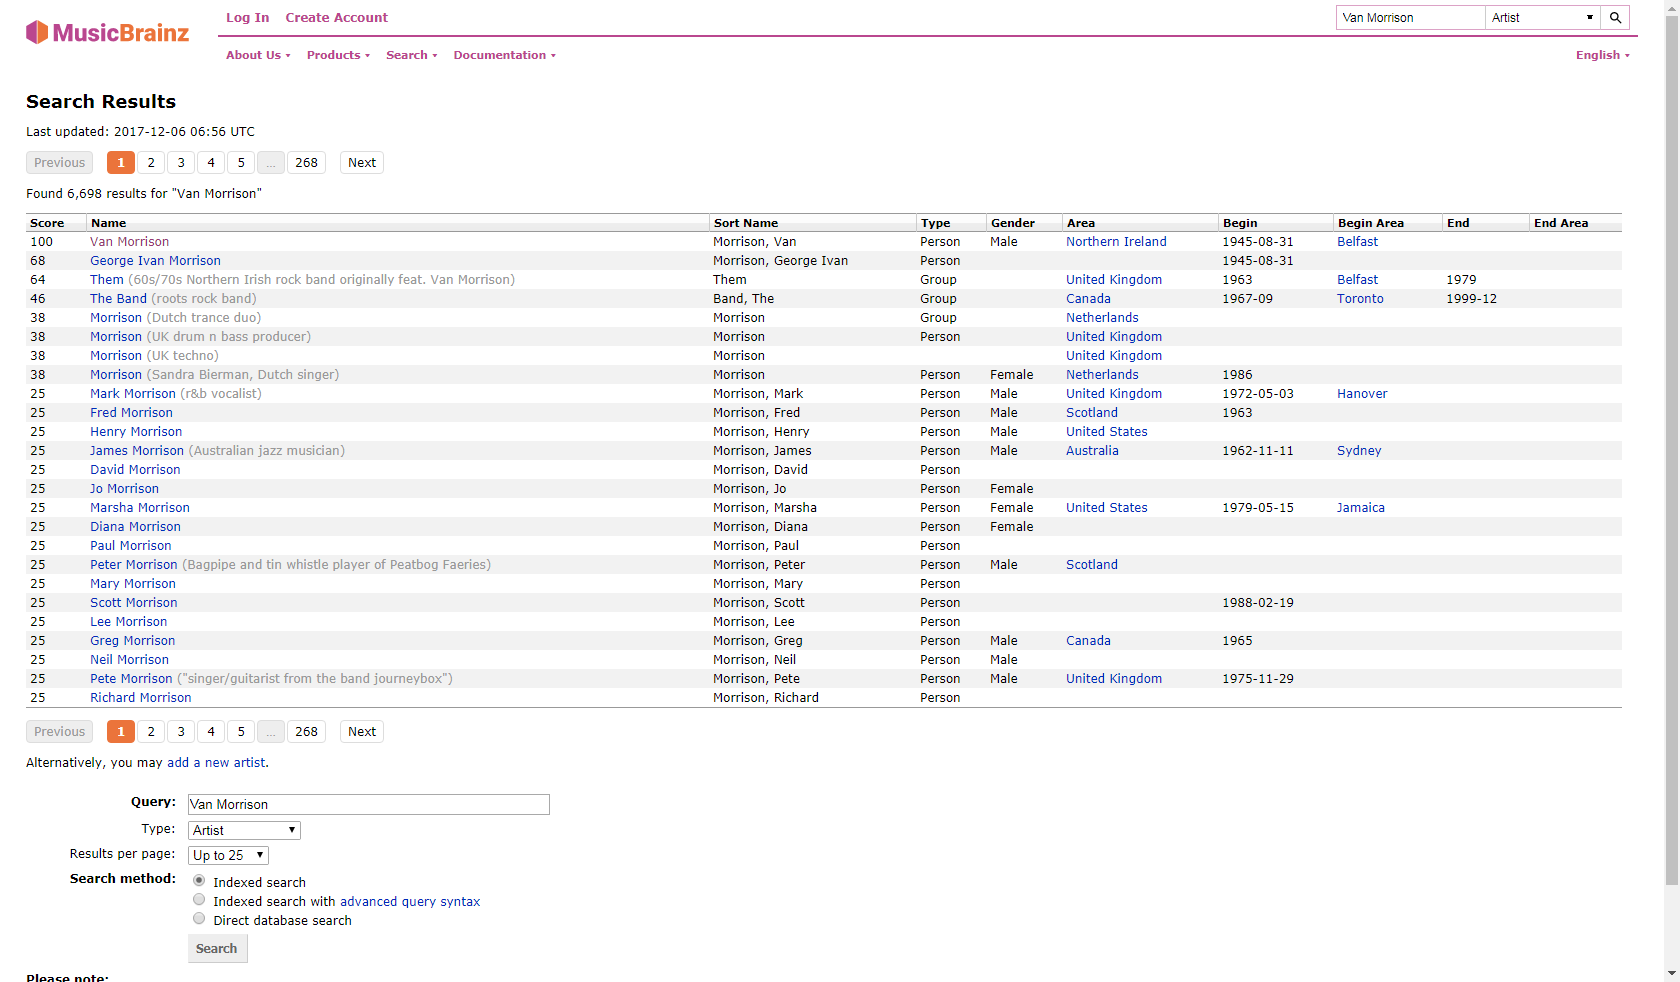 MusicBrainz
Log In Create Account
Van Morrison Artist
About Us Products Search Documentation English
Search Results
Last updated: 2017-12-06 06:56 UTC
Previous 1 2 3 4 5 ... 268 Next
Found 6,698 results for "Van Morrison"
Score Name Sort Name Type Gender Area Begin Begin Area End End Area
100 Van Morrison Morrison, Van Person Male Northern Ireland 1945-08-31 Belfast
68 George Ivan Morrison Morrison, George Ivan Person 1945-08-31
64 Them (60s/70s Northern Irish rock band originally feat. Van Morrison) Them Group United Kingdom 1963 Belfast 1979
46 The Band (roots rock band) Band, The Group Canada 1967-09 Toronto 1999-12
38 Morrison (Dutch trance duo) Morrison Group Netherlands
38 Morrison (UK drum n bass producer) Morrison Person United Kingdom
38 Morrison (UK techno) Morrison United Kingdom
38 Morrison (Sandra Bierman, Dutch singer) Morrison Person Female Netherlands 1986
25 Mark Morrison (r&b vocalist) Morrison, Mark Person Male United Kingdom 1972-05-03 Hanover
25 Fred Morrison Morrison, Fred Person Male Scotland 1963
25 Henry Morrison Morrison, Henry Person Male United States
25 James Morrison (Australian jazz musician) Morrison, James Person Male Australia 1962-11-11 Sydney
25 David Morrison Morrison, David Person
25 Jo Morrison Morrison, Jo Person Female
25 Marsha Morrison Morrison, Marsha Person Female United States 1979-05-15 Jamaica
25 Diana Morrison Morrison, Diana Person Female
25 Paul Morrison Morrison, Paul Person
25 Peter Morrison (Bagpipe and tin whistle player of Peatbog Faeries) Morrison, Peter Person Male Scotland
25 Mary Morrison Morrison, Mary Person
25 Scott Morrison Morrison, Scott Person 1988-02-19
25 Lee Morrison Morrison, Lee Person
25 Greg Morrison Morrison, Greg Person Male Canada 1965
25 Neil Morrison Morrison, Neil Person Male
25 Pete Morrison ("singer/guitarist from the band journeybox") Morrison, Pete Person Male United Kingdom 1975-11-29
25 Richard Morrison Morrison, Richard Person
Previous 1 2 3 4 5 ... 268 Next
Alternatively, you may add a new artist.
Query: Van Morrison
Type: Artist
Results per page: Up to 25
Search method: Indexed search
Indexed search with advanced query syntax
Direct database search
Search
Please note: